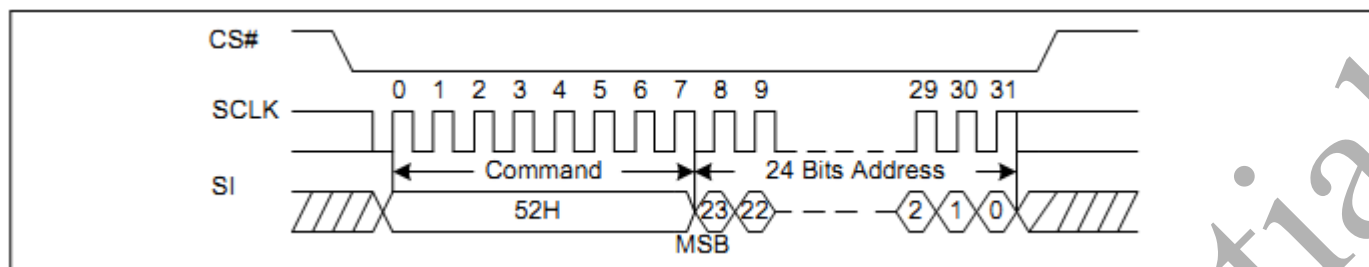 CS#
0 1 2 3 4 5 6 7 8 9 29 30 31
SCLK
Command 24 Bits Address
SI
52H 23 22 2 1 0
MSB
tial